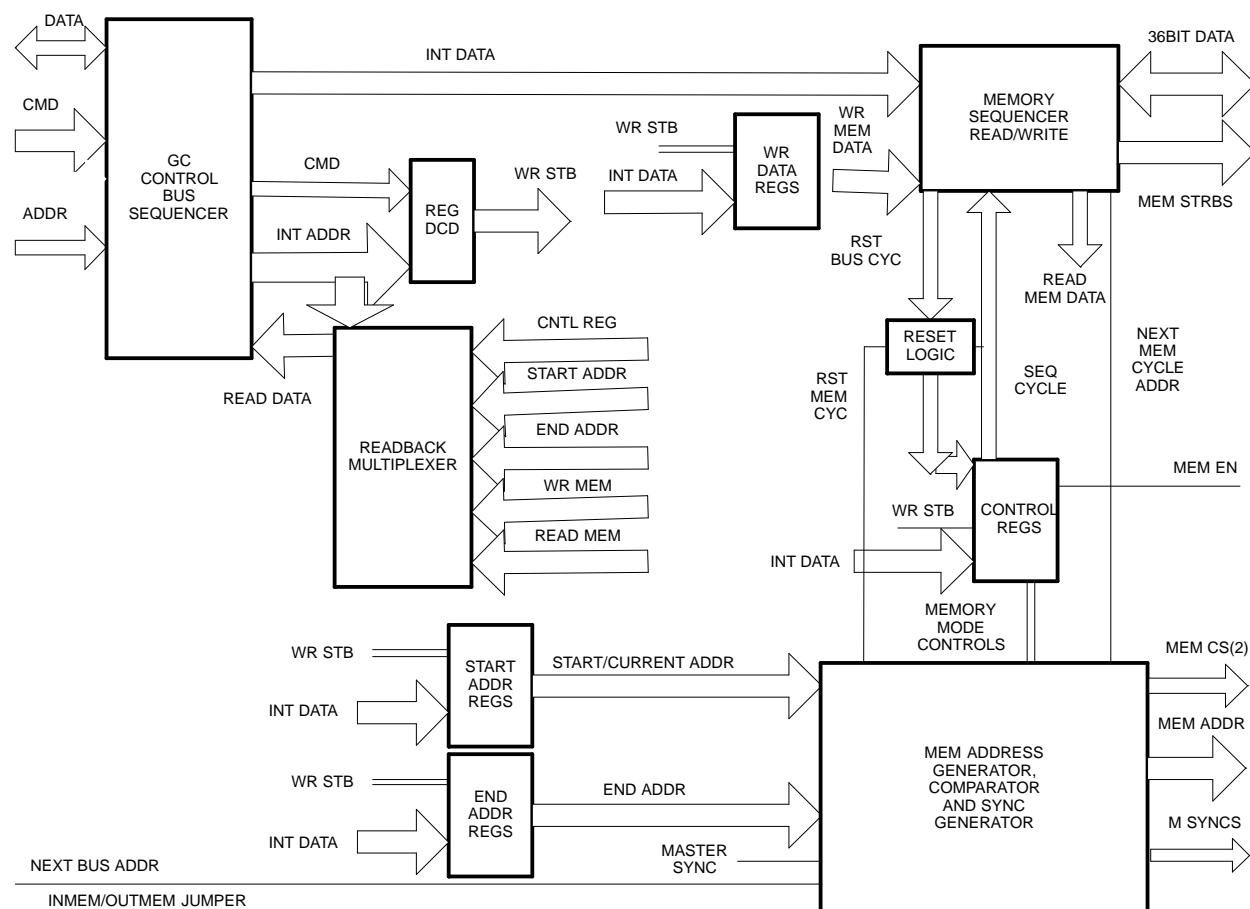 DATA
CMD
ADDR
GC
CONTROL
BUS
SEQUENCER
INT DATA
CMD
INT ADDR
REG
DCD
WR STB
WR STB
INT DATA
WR
DATA
REGS
WR
MEM
DATA
MEMORY
SEQUENCER
READ/WRITE
36BIT DATA
MEM STRBS
RST
BUS CYC
READ
MEM DATA
RESET
LOGIC
RST
MEM
CYC
SEQ
CYCLE
NEXT
MEM
CYCLE
ADDR
READ DATA
READBACK
MULTIPLEXER
CNTL REG
START ADDR
END ADDR
WR MEM
READ MEM
WR STB
INT DATA
CONTROL
REGS
MEM EN
MEMORY
MODE
CONTROLS
WR STB
INT DATA
START
ADDR
REGS
START/CURRENT ADDR
WR STB
INT DATA
END
ADDR
REGS
END ADDR
MASTER
SYNC
MEM ADDRESS
GENERATOR,
COMPARATOR
AND SYNC
GENERATOR
MEM CS(2)
MEM ADDR
M SYNCS
NEXT BUS ADDR
INMEM/OUTMEM JUMPER